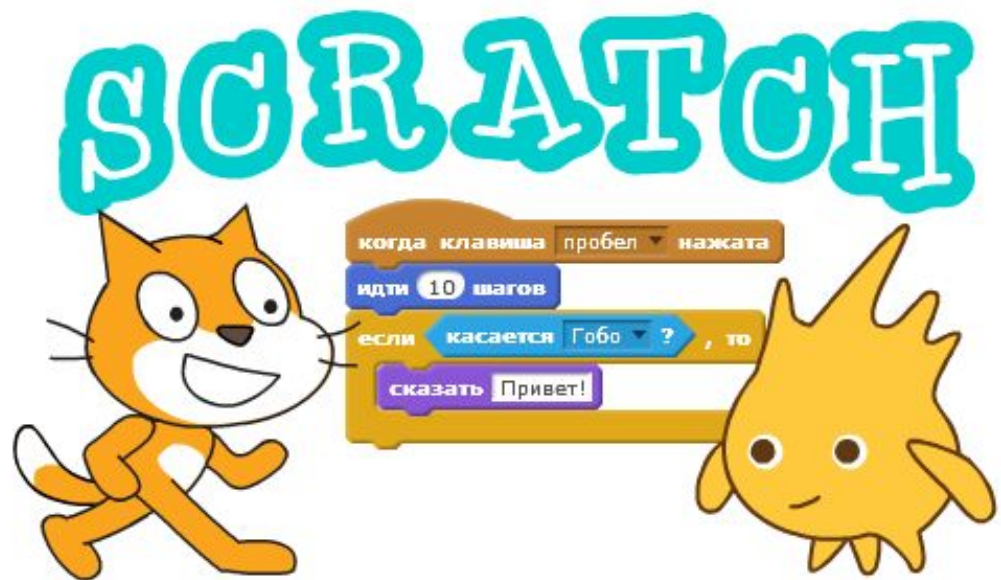 SCRATCH
когда клавиша пробел нажата
идти 10 шагов
если касается Гобо ? , то
сказать Привет!